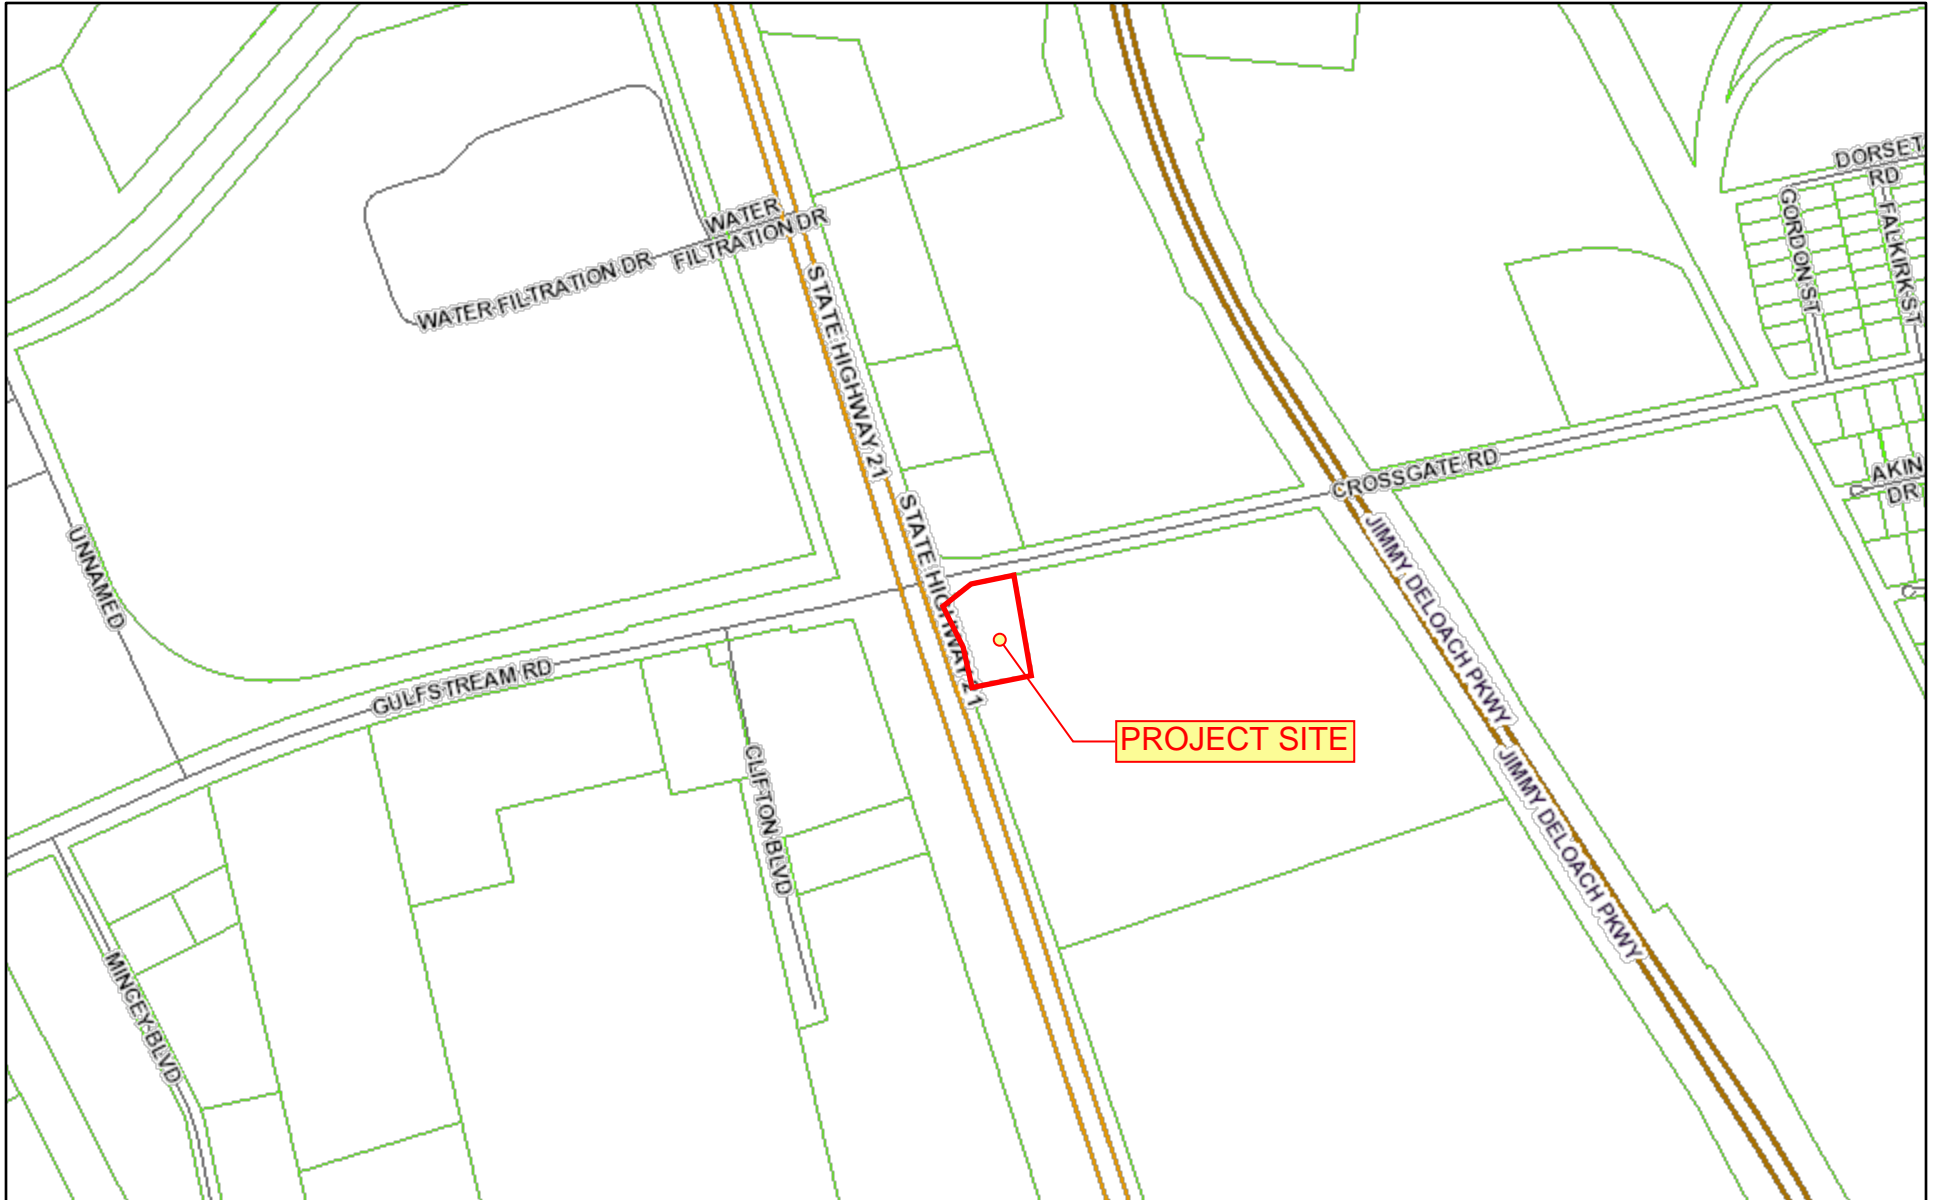 DORSET
RD
GORDON ST
FALKIRK ST
WATER
FILTRATION DR
WATER FILTRATION DR
STATE HIGHWAY 21
CROSSGATE RD
AKIN
DR
STATE HIGHWAY 21
UNNAMED
JIMMY DELOACH PKWY
GULFSTREAM RD
PROJECT SITE
CLIFTON BLVD
JIMMY DELOACH PKWY
MINCEY BLVD